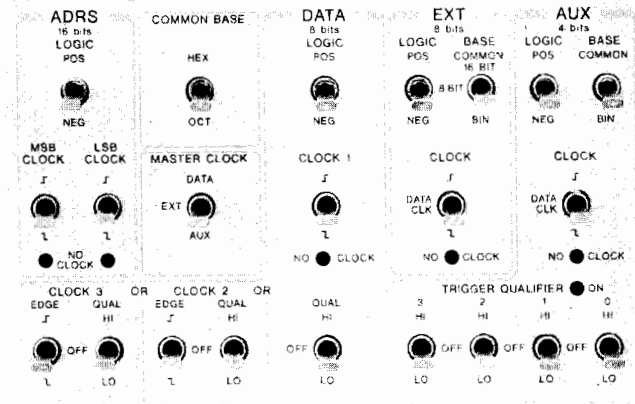 ADRS COMMON BASE DATA EXT AUX
16 bits 8 bits 8 bits 4 bits
LOGIC LOGIC LOGIC BASE LOGIC BASE
POS HEX POS POS COMMON POS COMMON
16 BIT
8 BIT
NEG OCT NEG NEG BIN NEG BIN
MSB LSB
CLOCK CLOCK MASTER CLOCK CLOCK 1 CLOCK CLOCK
DATA
EXT DATA CLK DATA CLK
AUX
NO CLOCK NO CLOCK NO CLOCK NO CLOCK
CLOCK 3 OR CLOCK 2 OR TRIGGER QUALIFIER ON
EDGE QUAL EDGE QUAL QUAL 3 2 1 0
HI HI HI HI HI HI HI
OFF OFF OFF OFF OFF OFF
LO LO LO LO LO LO LO